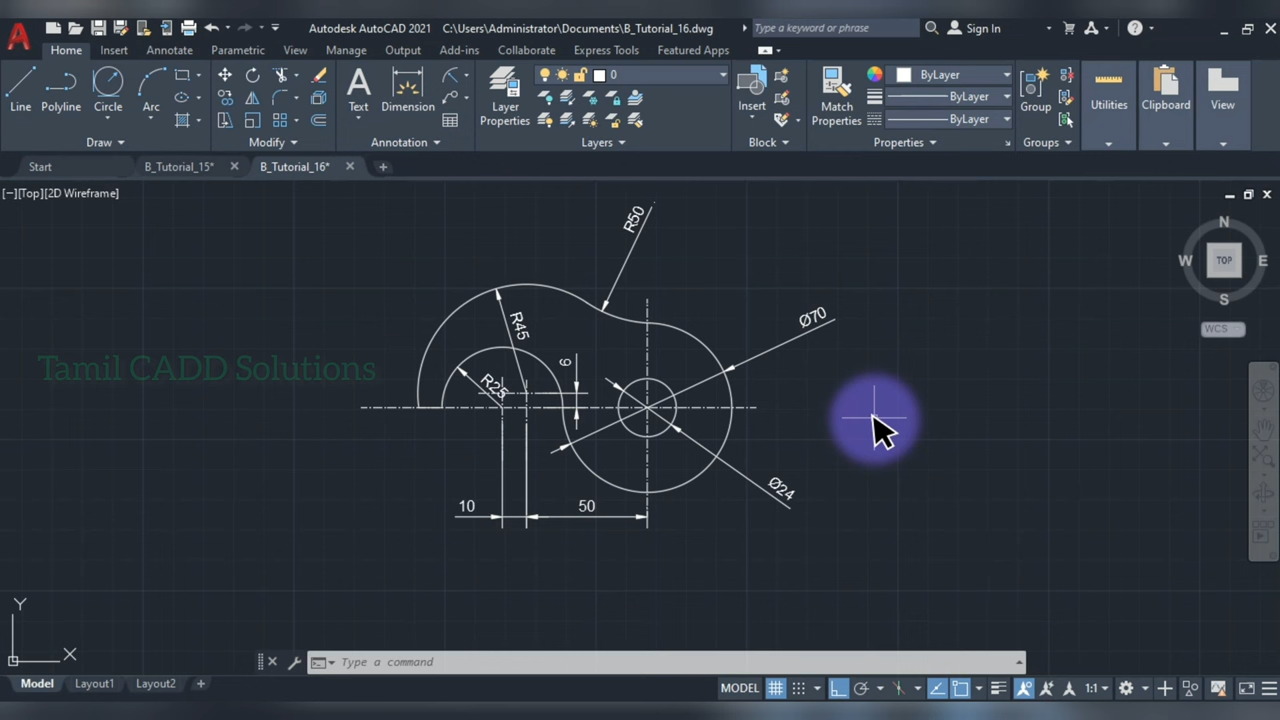 Autodesk AutoCAD 2021 C:\Users\Administrator\Documents\B_Tutorial_16.dwg
Type a keyword or phrase
Sign In
Home Insert Annotate Parametric View Manage Output Add-ins Collaborate Express Tools Featured Apps
Line Polyline Circle Arc
Text Dimension
Layer Properties
0
Insert
Match Properties
ByLayer
ByLayer
ByLayer
Group
Utilities
Clipboard
View
Draw Modify Annotation Layers Block Properties Groups
Start B_Tutorial_15* B_Tutorial_16*
[−][Top][2D Wireframe]
N
W TOP E
S
WCS
R50
Ø70
R45
6
R25
Tamil CADD Solutions
Ø24
10
50
Y
X
Type a command
Model Layout1 Layout2
MODEL
1:1